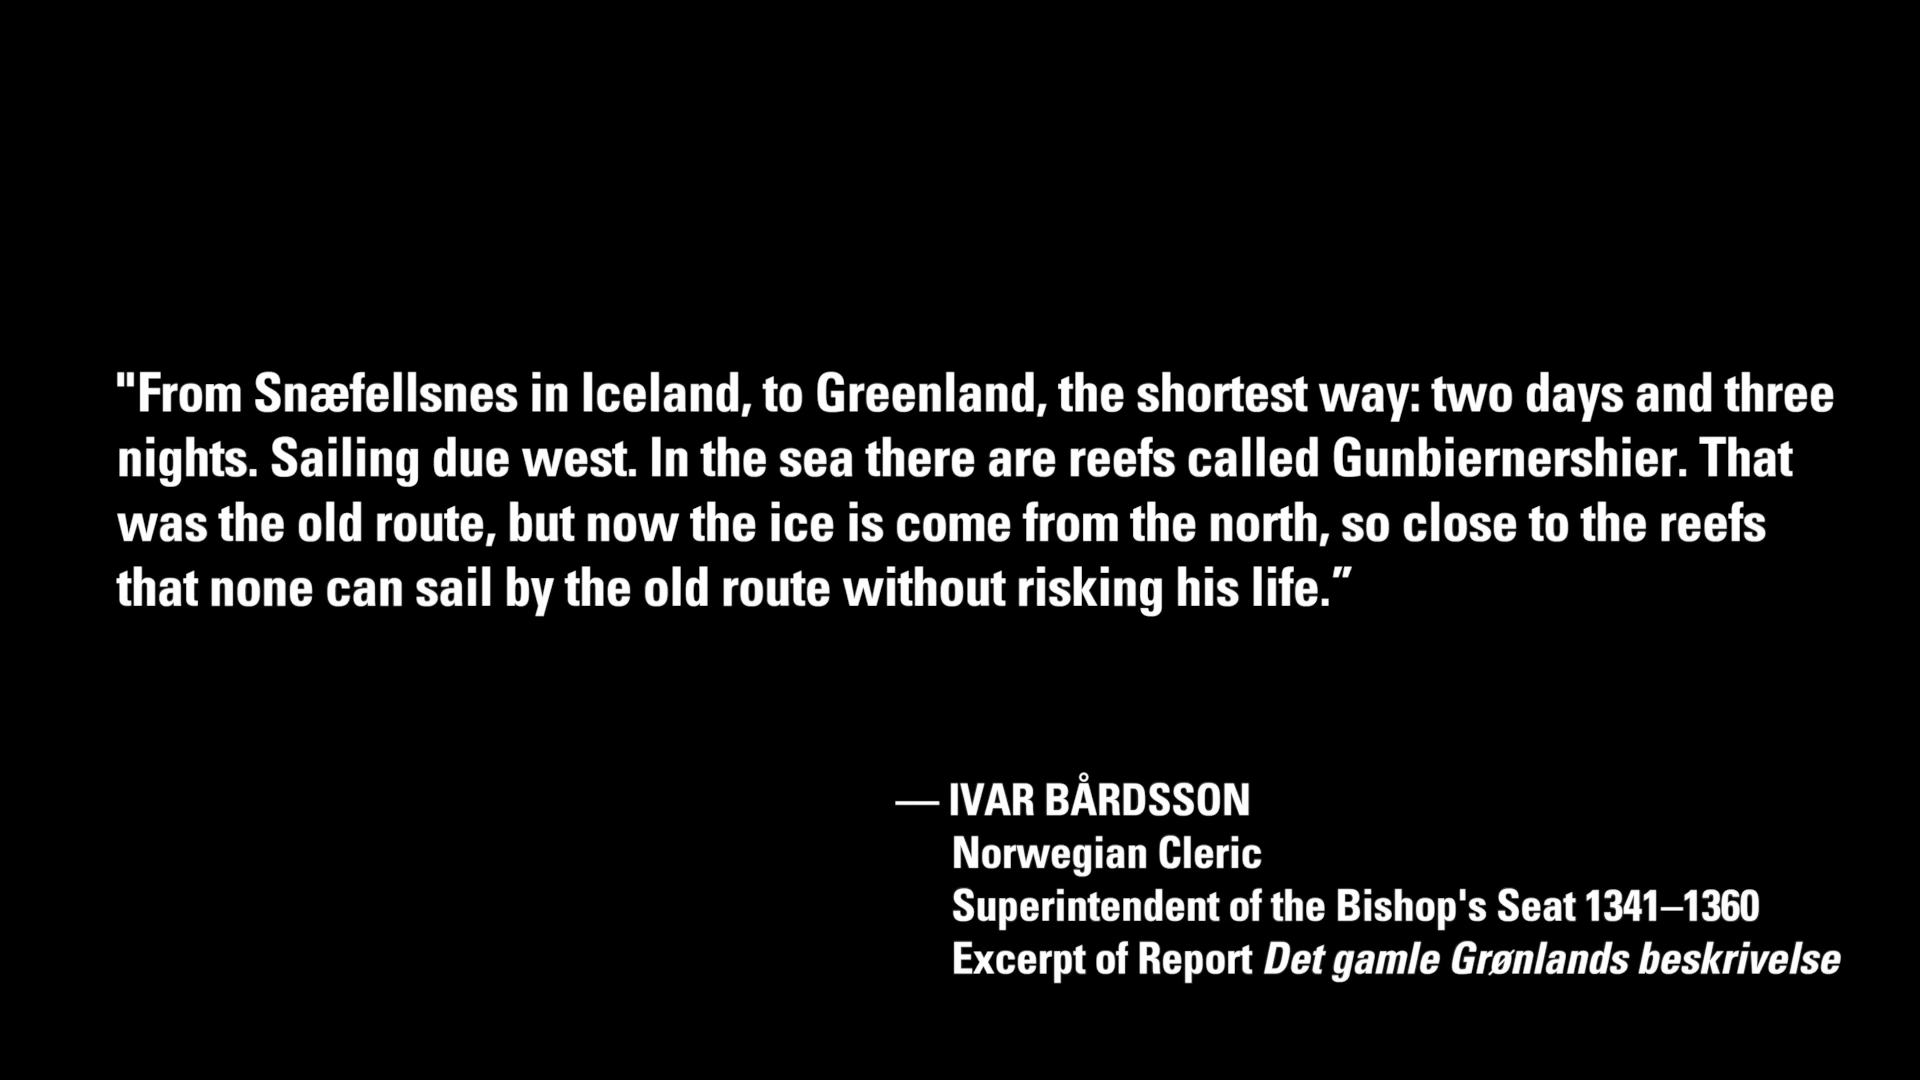 "From Snæfellsnes in Iceland, to Greenland, the shortest way: two days and three
nights. Sailing due west. In the sea there are reefs called Gunbiernershier. That
was the old route, but now the ice is come from the north, so close to the reefs
that none can sail by the old route without risking his life.”
— IVAR BÅRDSSON
Norwegian Cleric
Superintendent of the Bishop's Seat 1341–1360
Excerpt of Report Det gamle Grønlands beskrivelse